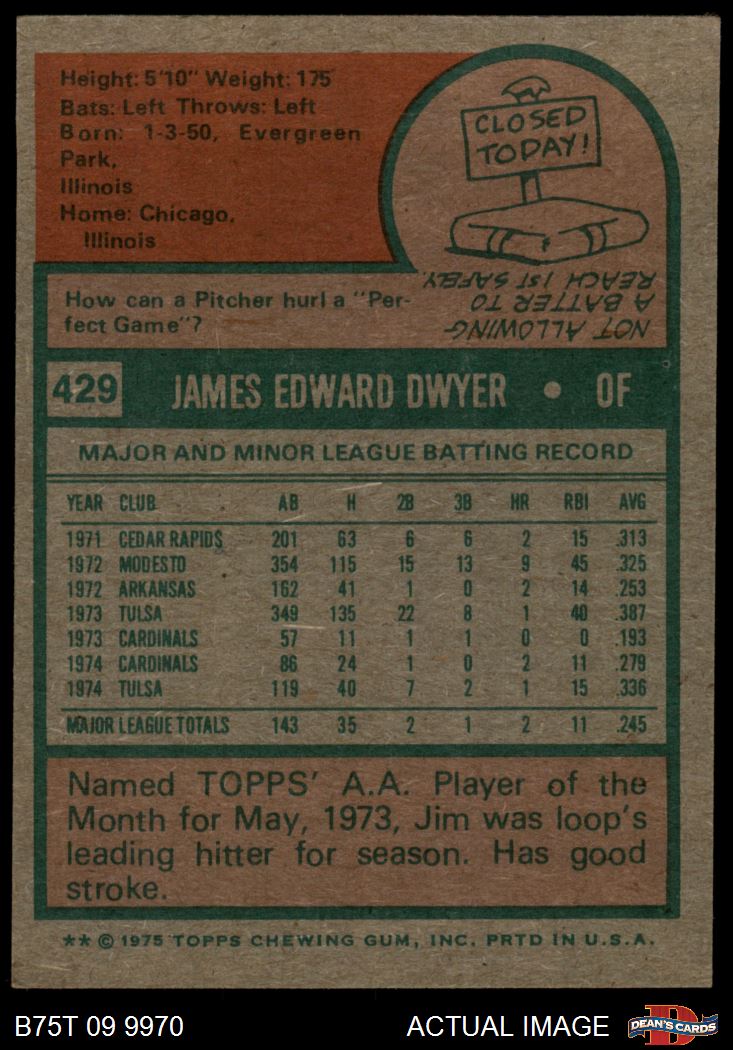 Height: 5'10" Weight: 175
Bats: Left Throws: Left
Born: 1-3-50, Evergreen
Park,
Illinois
Home: Chicago,
Illinois
CLOSED
TODAY!
How can a Pitcher hurl a "Per-
fect Game"?
NOT ALLOWING
A BATTER TO
REACH 1ST SAFELY.
429 JAMES EDWARD DWYER • OF
MAJOR AND MINOR LEAGUE BATTING RECORD
YEAR CLUB AB H 2B 3B HR RBI AVG
1971 CEDAR RAPIDS 201 63 6 6 2 15 .313
1972 MODESTO 354 115 15 13 9 45 .325
1972 ARKANSAS 162 41 1 0 2 14 .253
1973 TULSA 349 135 22 8 1 40 .387
1973 CARDINALS 57 11 1 1 0 0 .193
1974 CARDINALS 86 24 1 0 2 11 .279
1974 TULSA 119 40 7 2 1 15 .336
MAJOR LEAGUE TOTALS 143 35 2 1 2 11 .245
Named TOPPS' A.A. Player of the
Month for May, 1973, Jim was loop's
leading hitter for season. Has good
stroke.
** © 1975 TOPPS CHEWING GUM, INC. PRTD IN U.S.A.
B75T 09 9970 ACTUAL IMAGE
DEAN'S CARDS